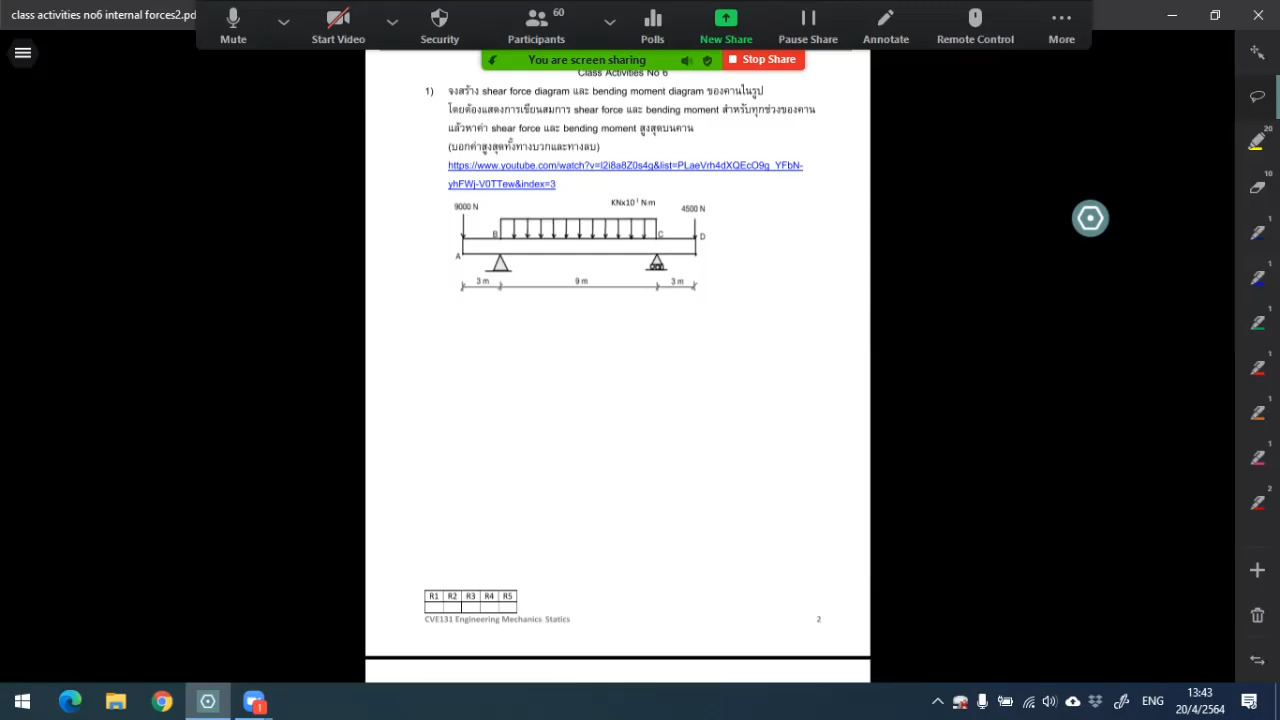 class activities no6 internal forces2.pd
60
Mute
Start Video
Security
Participants
Polls
New Share
Pause Share
Annotate
Remote Control
More
You are screen sharing
Stop Share
Class Activities No 6
1) จงสร้าง shear force diagram และ bending moment diagram ของคานในรูป
โดยต้องแสดงการเขียนสมการ shear force และ bending moment สำหรับทุกช่วงของคาน
แล้วหาค่า shear force และ bending moment สูงสุดบนคาน
(บอกค่าสูงสุดทั้งทางบวกและทางลบ)
https://www.youtube.com/watch?v=l2i8a8Z0s4g&list=PLaeVrh4dXQEcO9g_YFbN-
yhFWj-V0TTew&index=3
9000 N
4500 N
B
C
D
A
3 m
9 m
3 m
R1 R2 R3 R4 R5
CVE131 Engineering Mechanics Statics
2
20
10
1
1
1
1
1
2
1
ENG
13:43
20/4/2564